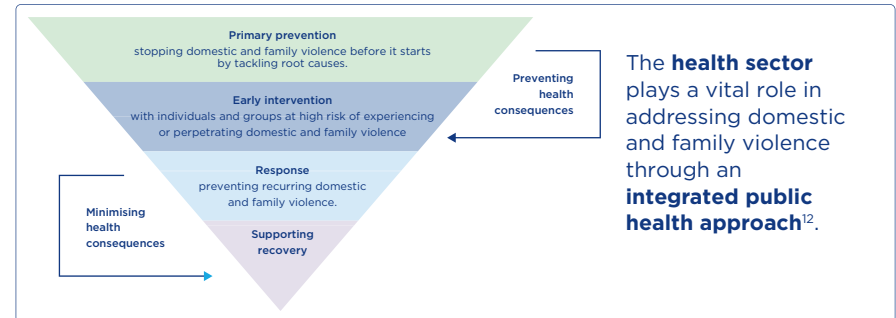 Primary prevention
stopping domestic and family violence before it starts
by tackling root causes.
Early intervention
with individuals and groups at high risk of experiencing
or perpetrating domestic and family violence
Response
preventing recurring domestic
and family violence.
Supporting
recovery
Preventing
health
consequences
Minimising
health
consequences
The health sector
plays a vital role in
addressing domestic
and family violence
through an
integrated public
health approach¹².